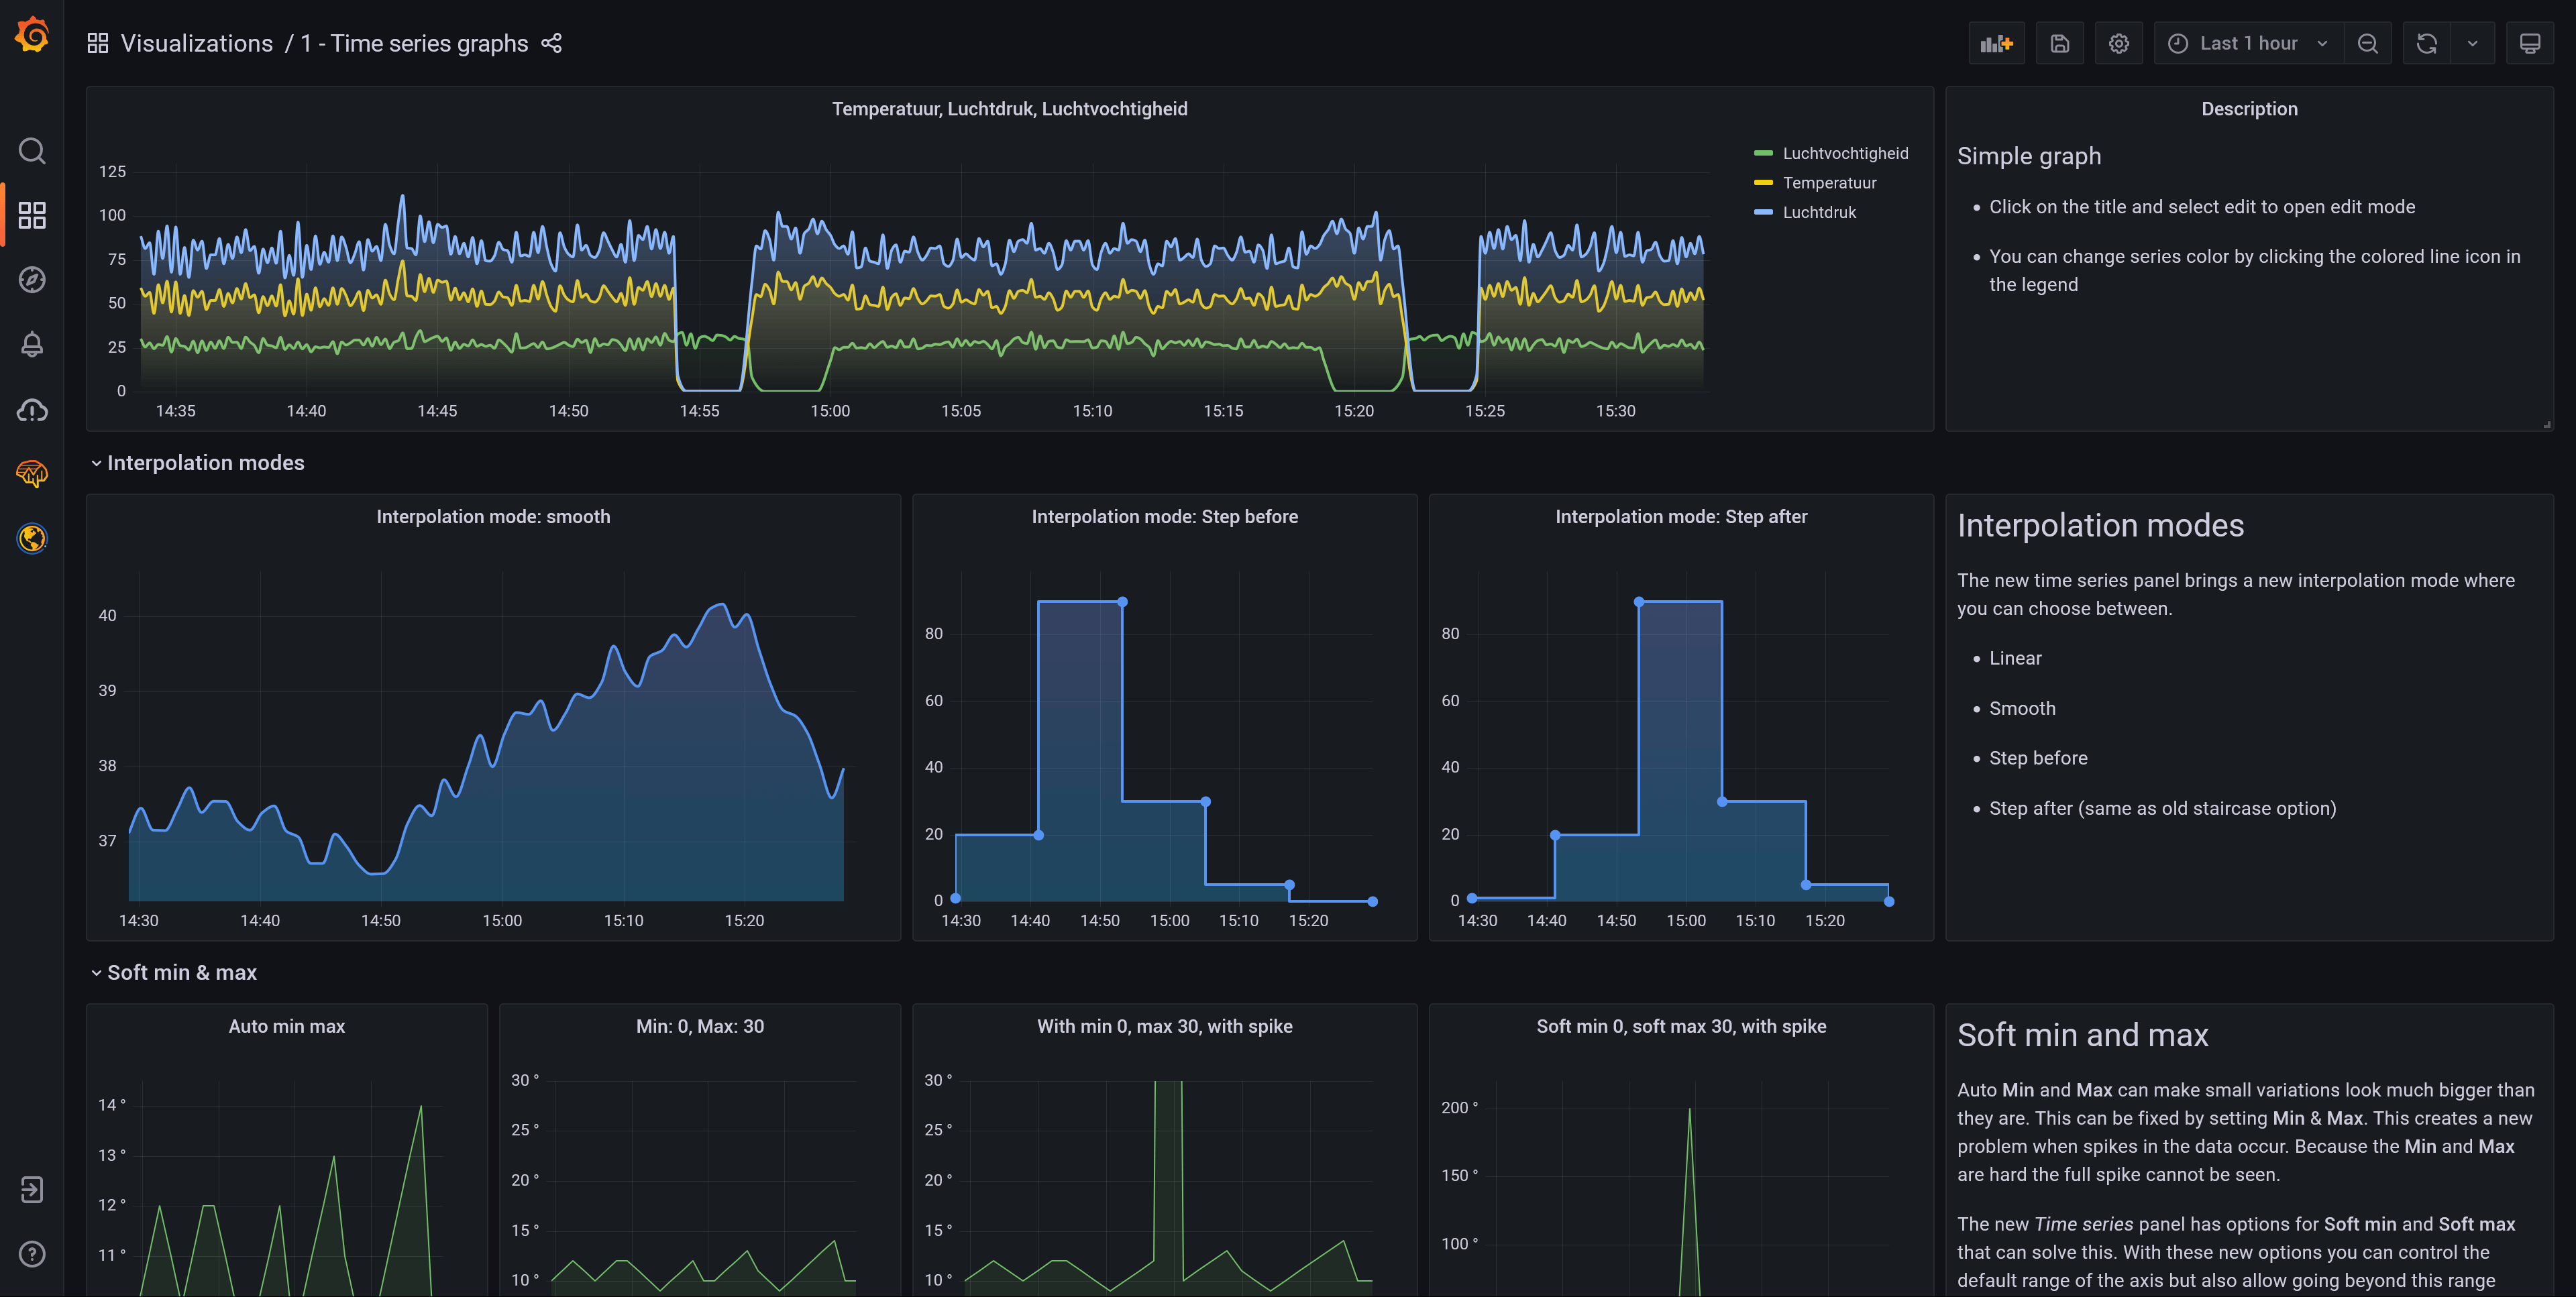 Visualizations / 1 - Time series graphs
Last 1 hour
Temperatuur, Luchtdruk, Luchtvochtigheid
125
100
75
50
25
0
14:35 14:40 14:45 14:50 14:55 15:00 15:05 15:10 15:15 15:20 15:25 15:30
Luchtvochtigheid
Temperatuur
Luchtdruk
Description
Simple graph
Click on the title and select edit to open edit mode
You can change series color by clicking the colored line icon in
the legend
Interpolation modes
Interpolation mode: smooth
40
39
38
37
14:30 14:40 14:50 15:00 15:10 15:20
Interpolation mode: Step before
80
60
40
20
0
14:30 14:40 14:50 15:00 15:10 15:20
Interpolation mode: Step after
80
60
40
20
0
14:30 14:40 14:50 15:00 15:10 15:20
Interpolation modes
The new time series panel brings a new interpolation mode where
you can choose between.
Linear
Smooth
Step before
Step after (same as old staircase option)
Soft min & max
Auto min max
14 °
13 °
12 °
11 °
Min: 0, Max: 30
30 °
25 °
20 °
15 °
10 °
With min 0, max 30, with spike
30 °
25 °
20 °
15 °
10 °
Soft min 0, soft max 30, with spike
200 °
150 °
100 °
Soft min and max
Auto Min and Max can make small variations look much bigger than
they are. This can be fixed by setting Min & Max. This creates a new
problem when spikes in the data occur. Because the Min and Max
are hard the full spike cannot be seen.
The new Time series panel has options for Soft min and Soft max
that can solve this. With these new options you can control the
default range of the axis but also allow going beyond this range